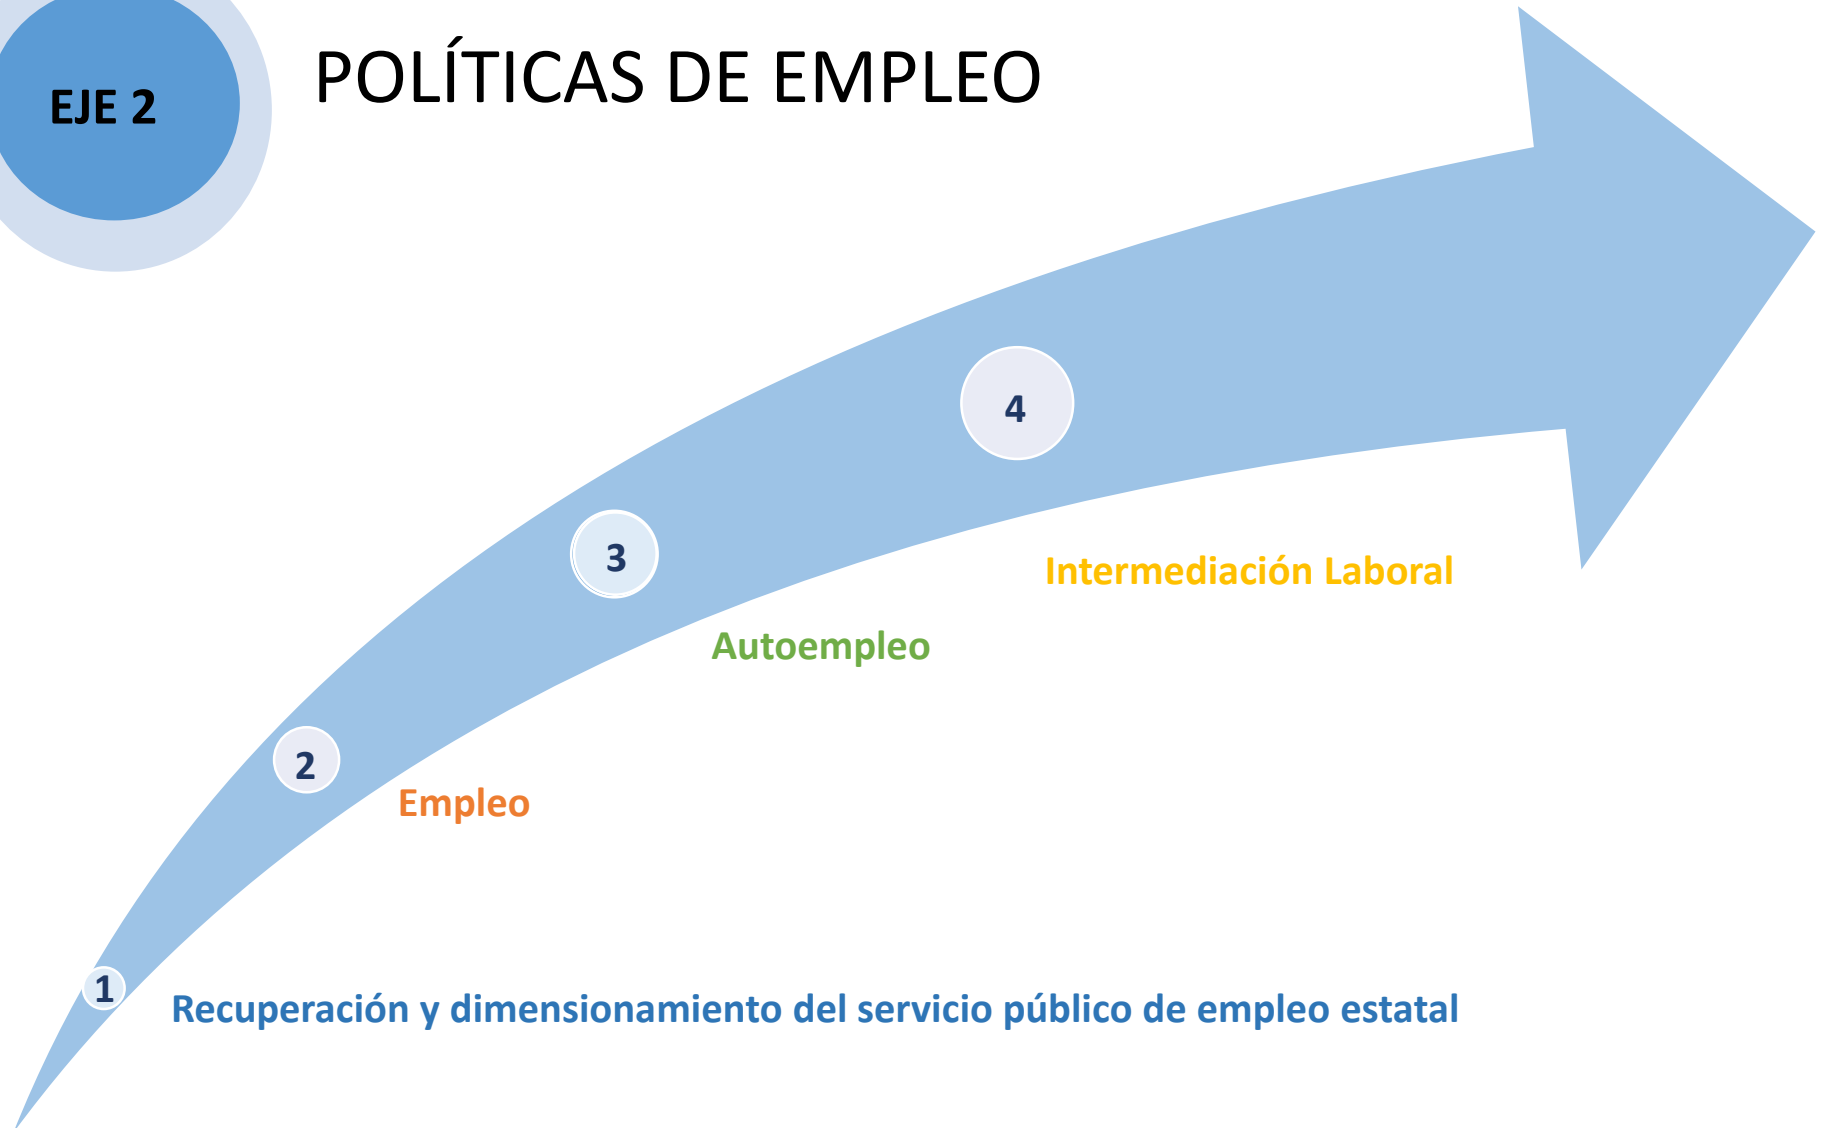 EJE 2
POLÍTICAS DE EMPLEO
4
3
Intermediación Laboral
Autoempleo
2
Empleo
1
Recuperación y dimensionamiento del servicio público de empleo estatal